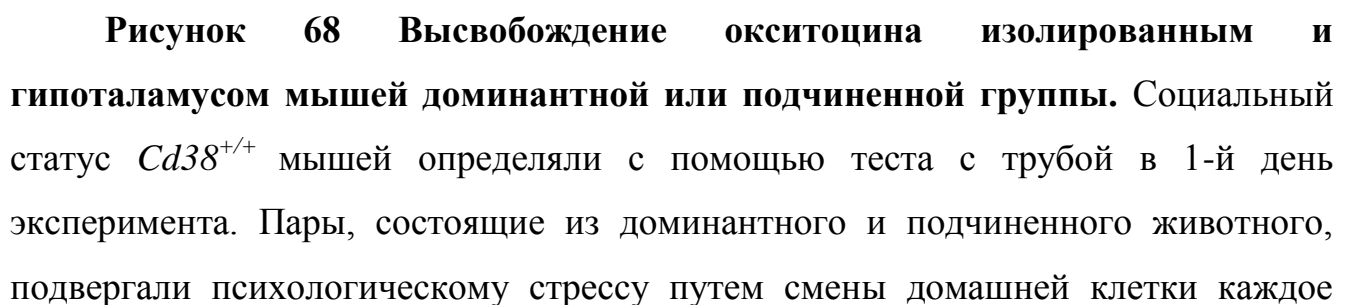 Рисунок 68 Высвобождение окситоцина изолированным и
гипоталамусом мышей доминантной или подчиненной группы. Социальный
статус Cd38+/+ мышей определяли с помощью теста с трубой в 1-й день
эксперимента. Пары, состоящие из доминантного и подчиненного животного,
подвергали психологическому стрессу путем смены домашней клетки каждое